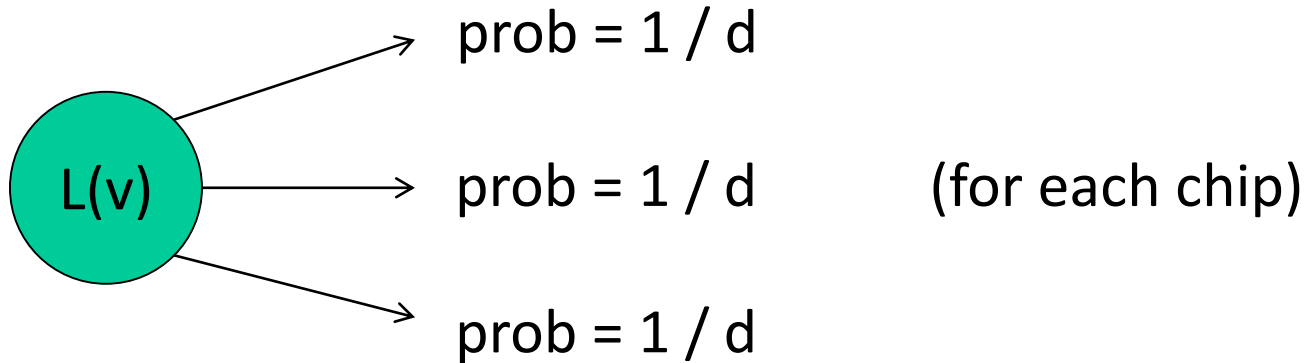 prob = 1 / d
L(v)
prob = 1 / d
(for each chip)
prob = 1 / d